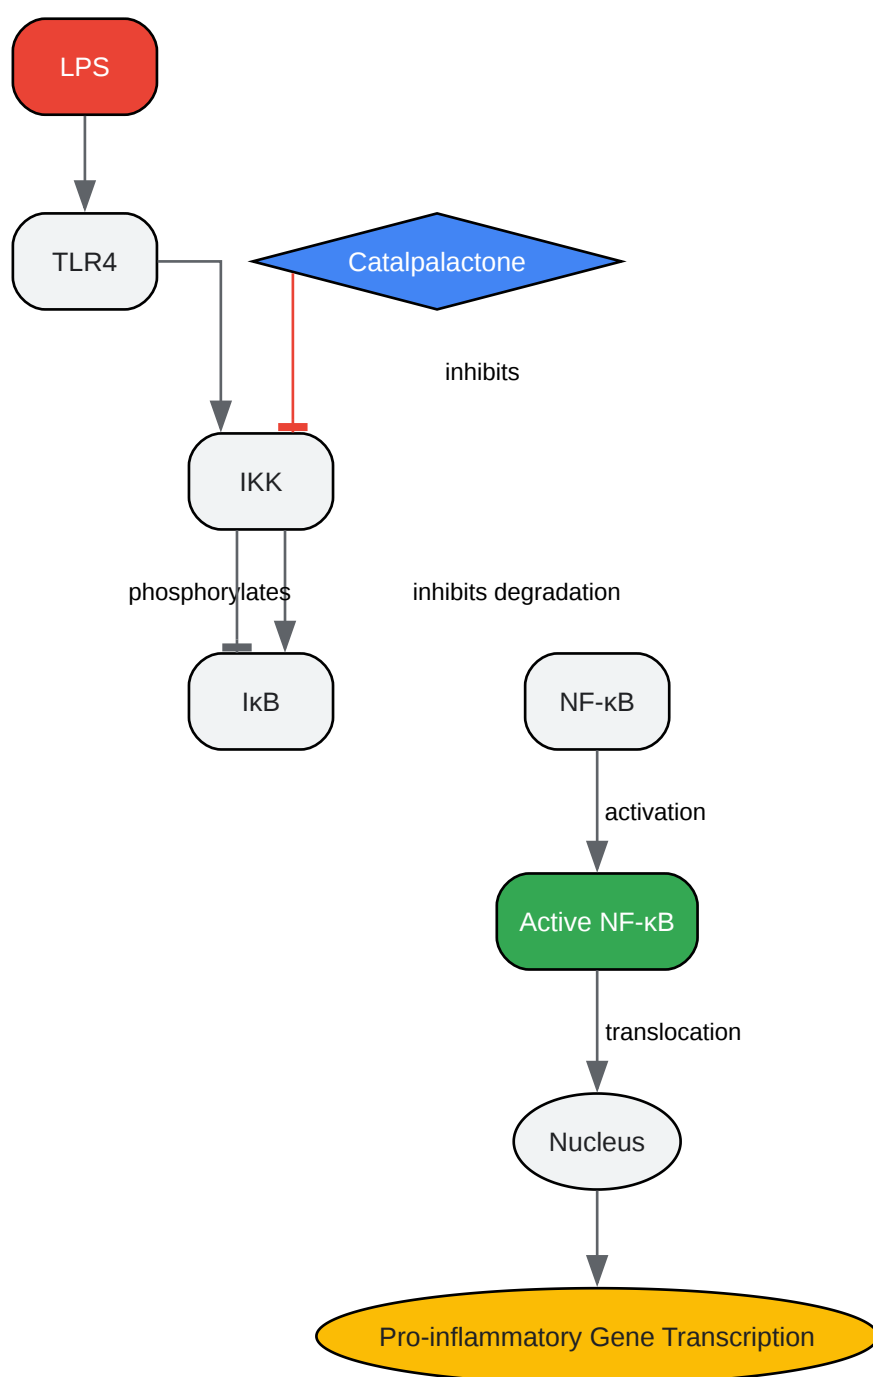 LPS
TLR4
Catalpalactone
inhibits
IKK
phosphorylates
inhibits degradation
IκB
NF-κB
activation
Active NF-κB
translocation
Nucleus
Pro-inflammatory Gene Transcription